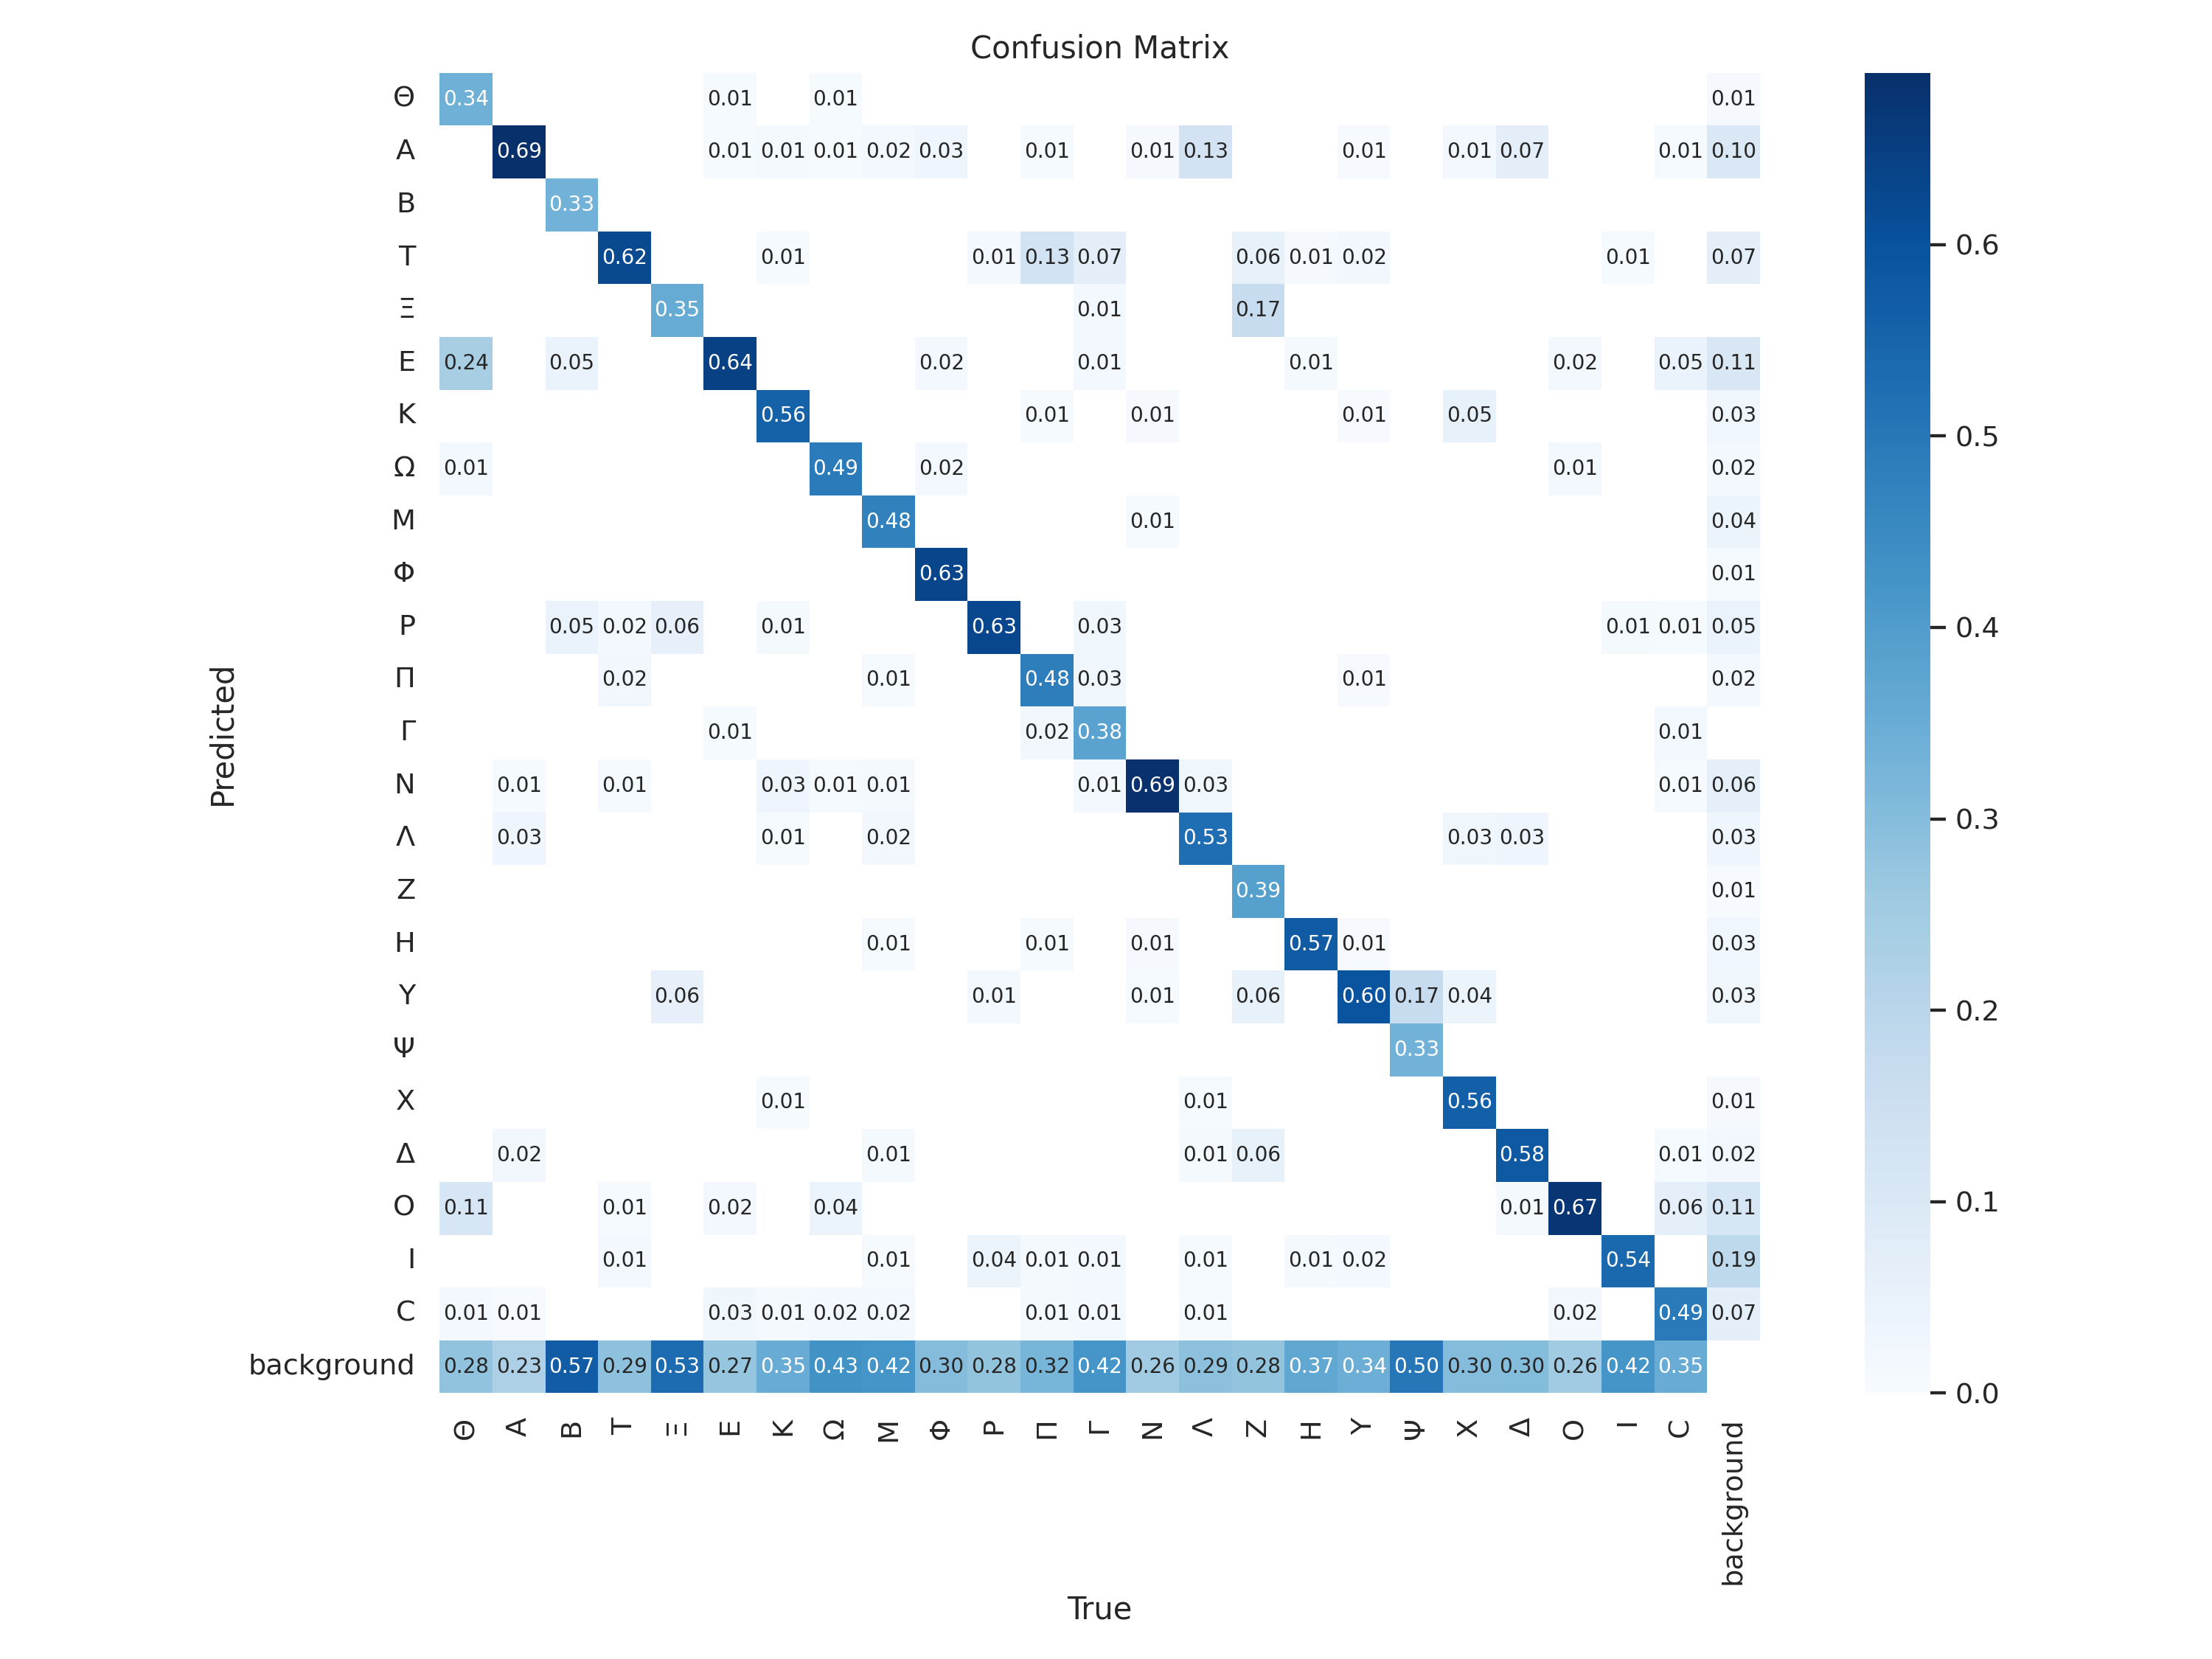 Confusion Matrix
Θ 0.34 0.01 0.01 0.01
Α 0.69 0.01 0.01 0.01 0.02 0.03 0.01 0.01 0.13 0.01 0.01 0.07 0.01 0.10
Β 0.33
Τ 0.62 0.01 0.01 0.13 0.07 0.06 0.01 0.02 0.01 0.07 0.6
Ξ 0.35 0.01 0.17
Ε 0.24 0.05 0.64 0.02 0.01 0.01 0.02 0.05 0.11
Κ 0.56 0.01 0.01 0.01 0.05 0.03 0.5
Ω 0.01 0.49 0.02 0.01 0.02
Μ 0.48 0.01 0.04
Φ 0.63 0.01
Ρ 0.05 0.02 0.06 0.01 0.63 0.03 0.01 0.01 0.05 0.4
Π 0.02 0.01 0.48 0.03 0.01 0.02
Predicted
Γ 0.01 0.02 0.38 0.01
Ν 0.01 0.01 0.03 0.01 0.01 0.01 0.69 0.03 0.01 0.06
Λ 0.03 0.01 0.02 0.53 0.03 0.03 0.03 0.3
Ζ 0.39 0.01
Η 0.01 0.01 0.01 0.57 0.01 0.03
Υ 0.06 0.01 0.01 0.06 0.60 0.17 0.04 0.03 0.2
Ψ 0.33
Χ 0.01 0.01 0.56 0.01
Δ 0.02 0.01 0.01 0.06 0.58 0.01 0.02
Ο 0.11 0.01 0.02 0.04 0.01 0.67 0.06 0.11 0.1
Ι 0.01 0.01 0.04 0.01 0.01 0.01 0.01 0.02 0.54 0.19
C 0.01 0.01 0.03 0.01 0.02 0.02 0.01 0.01 0.01 0.02 0.49 0.07
background 0.28 0.23 0.57 0.29 0.53 0.27 0.35 0.43 0.42 0.30 0.28 0.32 0.42 0.26 0.29 0.28 0.37 0.34 0.50 0.30 0.30 0.26 0.42 0.35 0.0
Θ Α Β Τ Ξ Ε Κ Ω Μ Φ Ρ Π Γ Ν Λ Ζ Η Υ Ψ Χ Δ Ο Ι C background
True